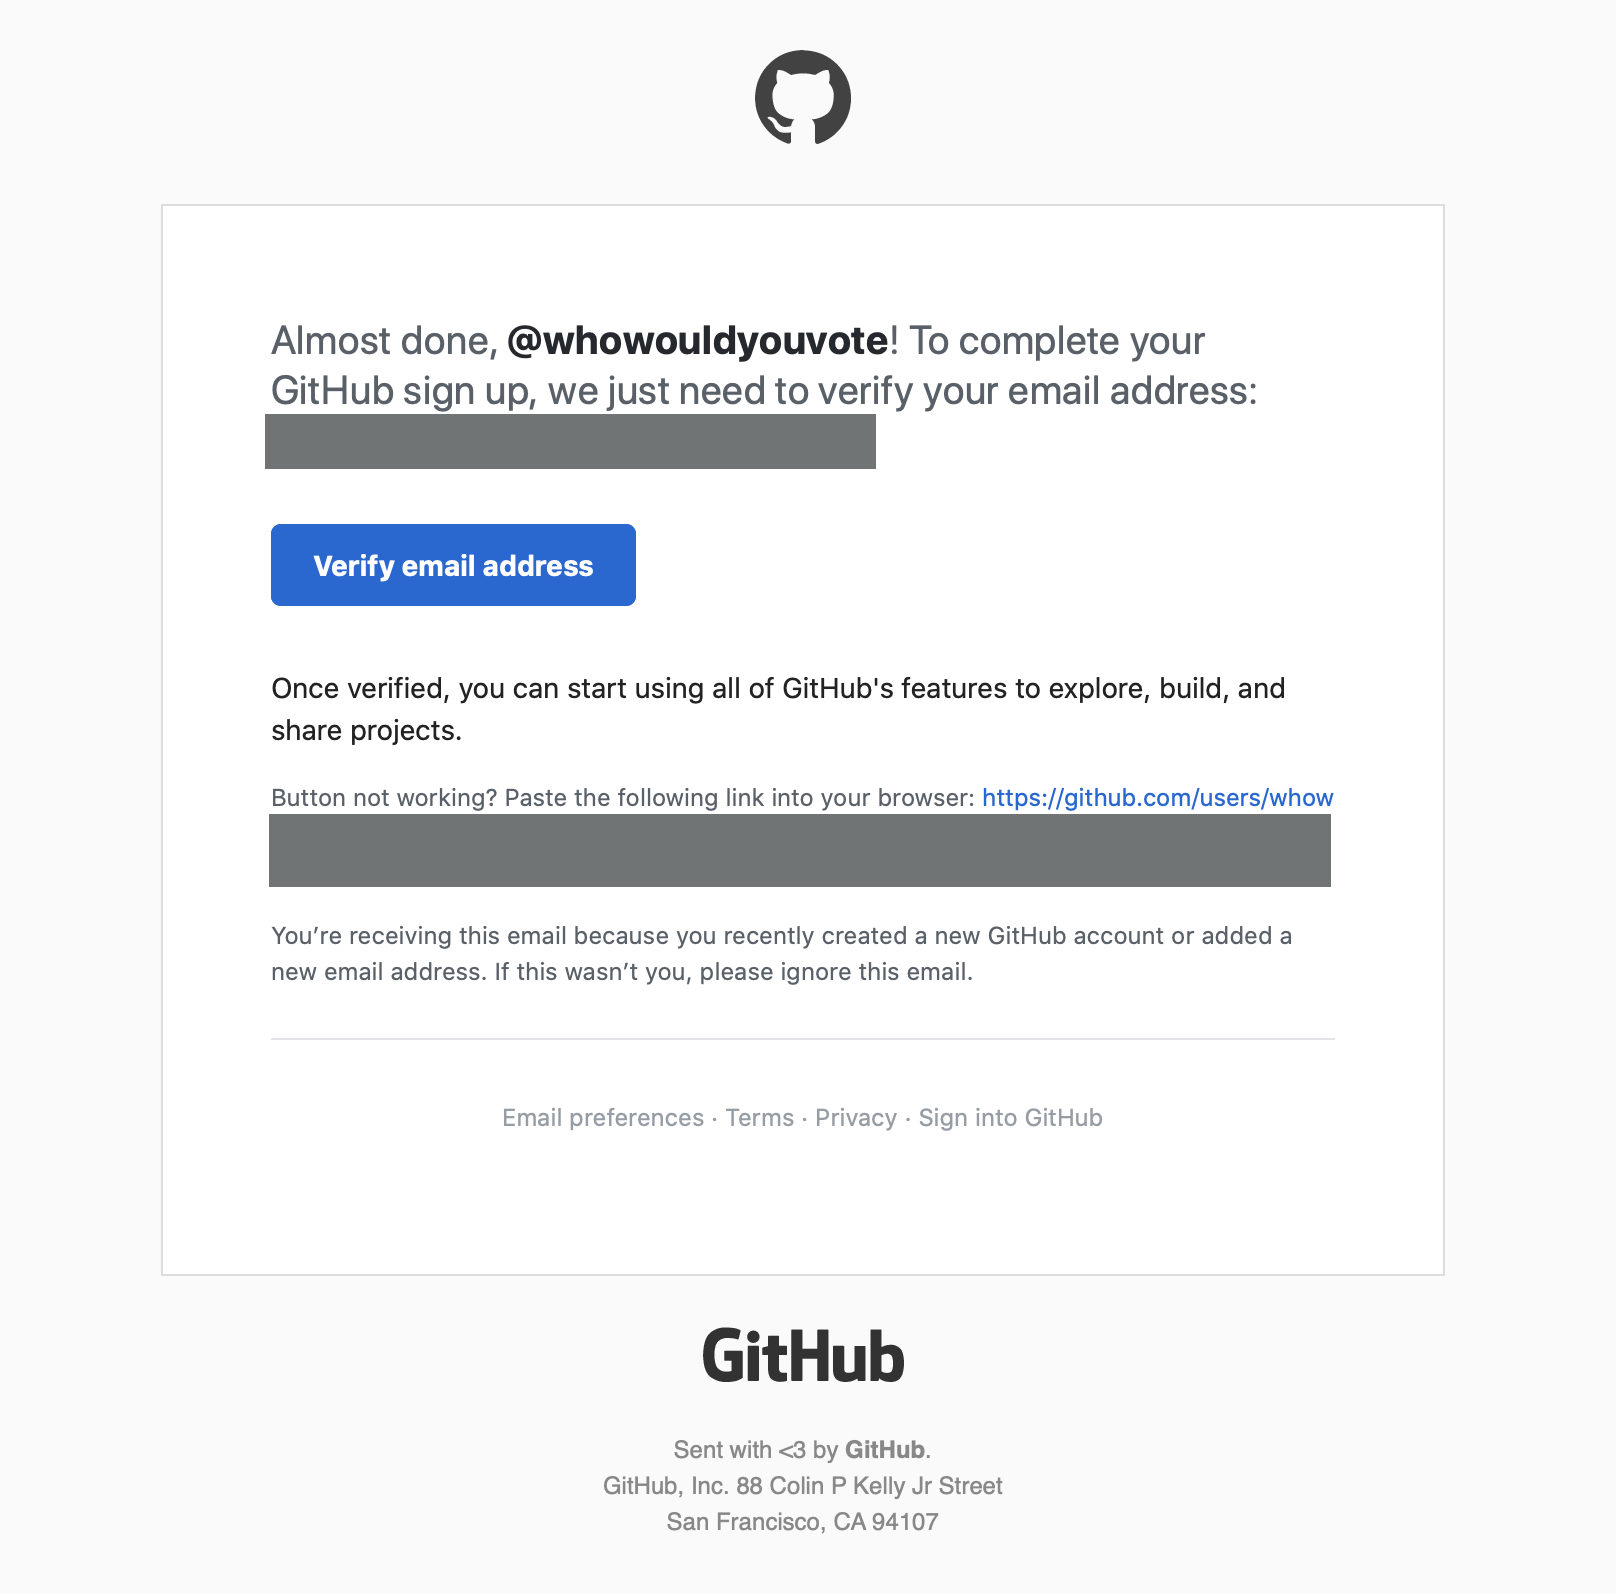 Almost done, @whowouldyouvote! To complete your
GitHub sign up, we just need to verify your email address:
Verify email address
Once verified, you can start using all of GitHub's features to explore, build, and
share projects.
Button not working? Paste the following link into your browser: https://github.com/users/whow
You’re receiving this email because you recently created a new GitHub account or added a
new email address. If this wasn’t you, please ignore this email.
Email preferences · Terms · Privacy · Sign into GitHub
GitHub
Sent with <3 by GitHub.
GitHub, Inc. 88 Colin P Kelly Jr Street
San Francisco, CA 94107